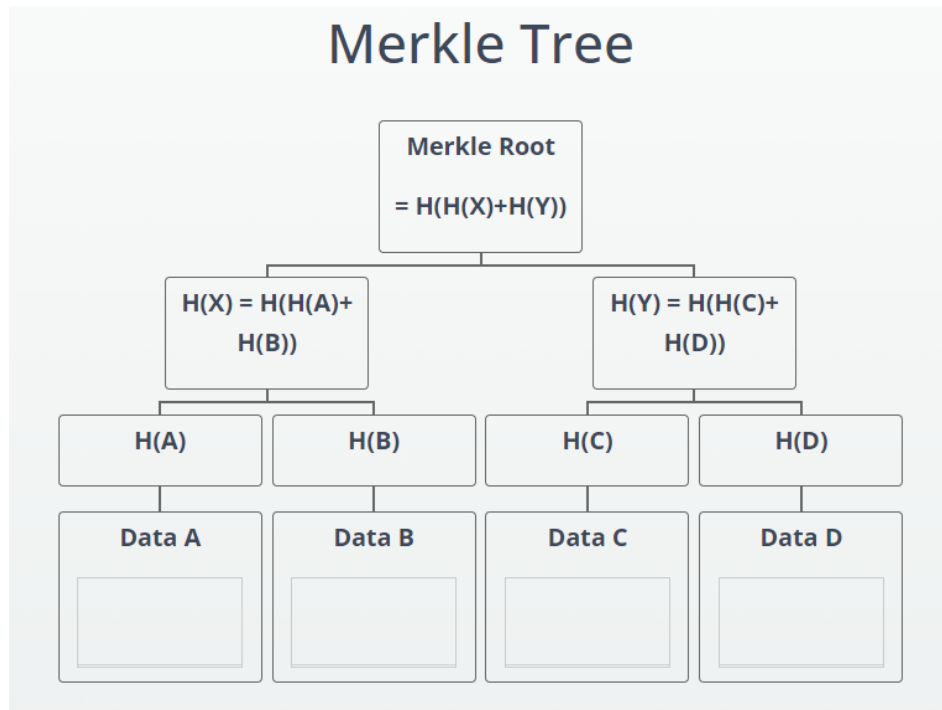 Merkle Tree
Merkle Root
= H(H(X)+H(Y))
H(X) = H(H(A)+
H(B))
H(Y) = H(H(C)+
H(D))
H(A)
H(B)
H(C)
H(D)
Data A
Data B
Data C
Data D